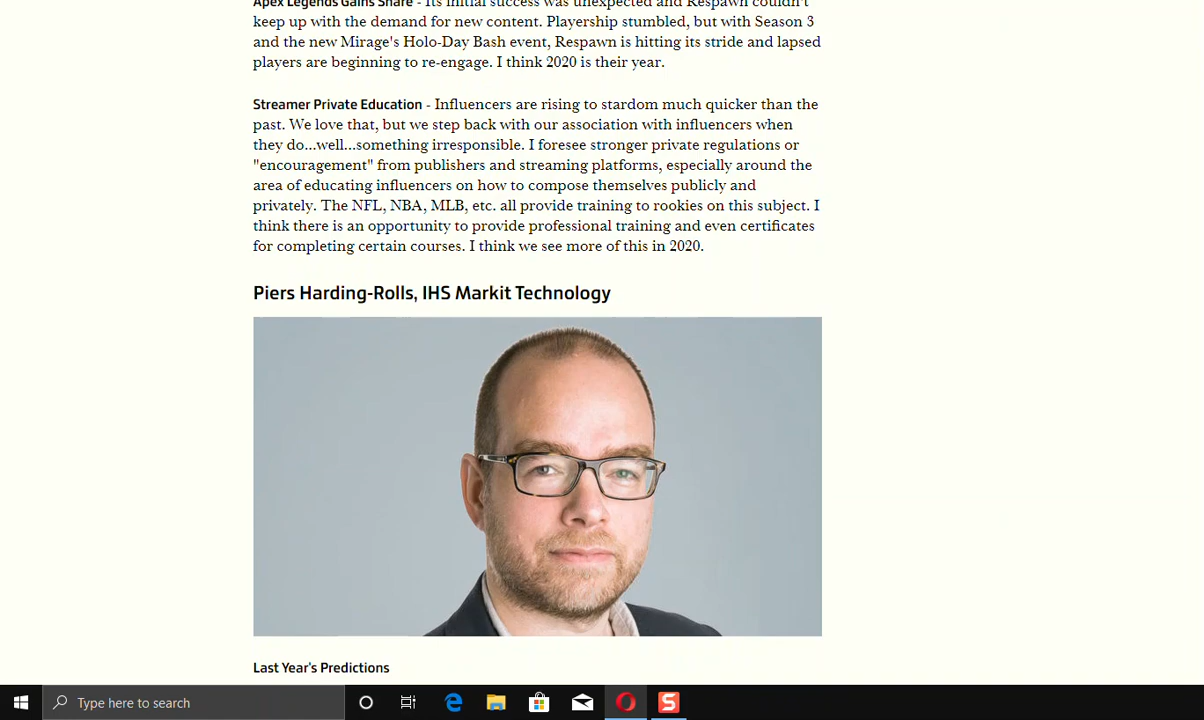 Apex Legends Gains Share - Its initial success was unexpected and Respawn couldn't
keep up with the demand for new content. Playership stumbled, but with Season 3
and the new Mirage's Holo-Day Bash event, Respawn is hitting its stride and lapsed
players are beginning to re-engage. I think 2020 is their year.
Streamer Private Education - Influencers are rising to stardom much quicker than the
past. We love that, but we step back with our association with influencers when
they do...well...something irresponsible. I foresee stronger private regulations or
"encouragement" from publishers and streaming platforms, especially around the
area of educating influencers on how to compose themselves publicly and
privately. The NFL, NBA, MLB, etc. all provide training to rookies on this subject. I
think there is an opportunity to provide professional training and even certificates
for completing certain courses. I think we see more of this in 2020.
Piers Harding-Rolls, IHS Markit Technology
Last Year's Predictions
Type here to search